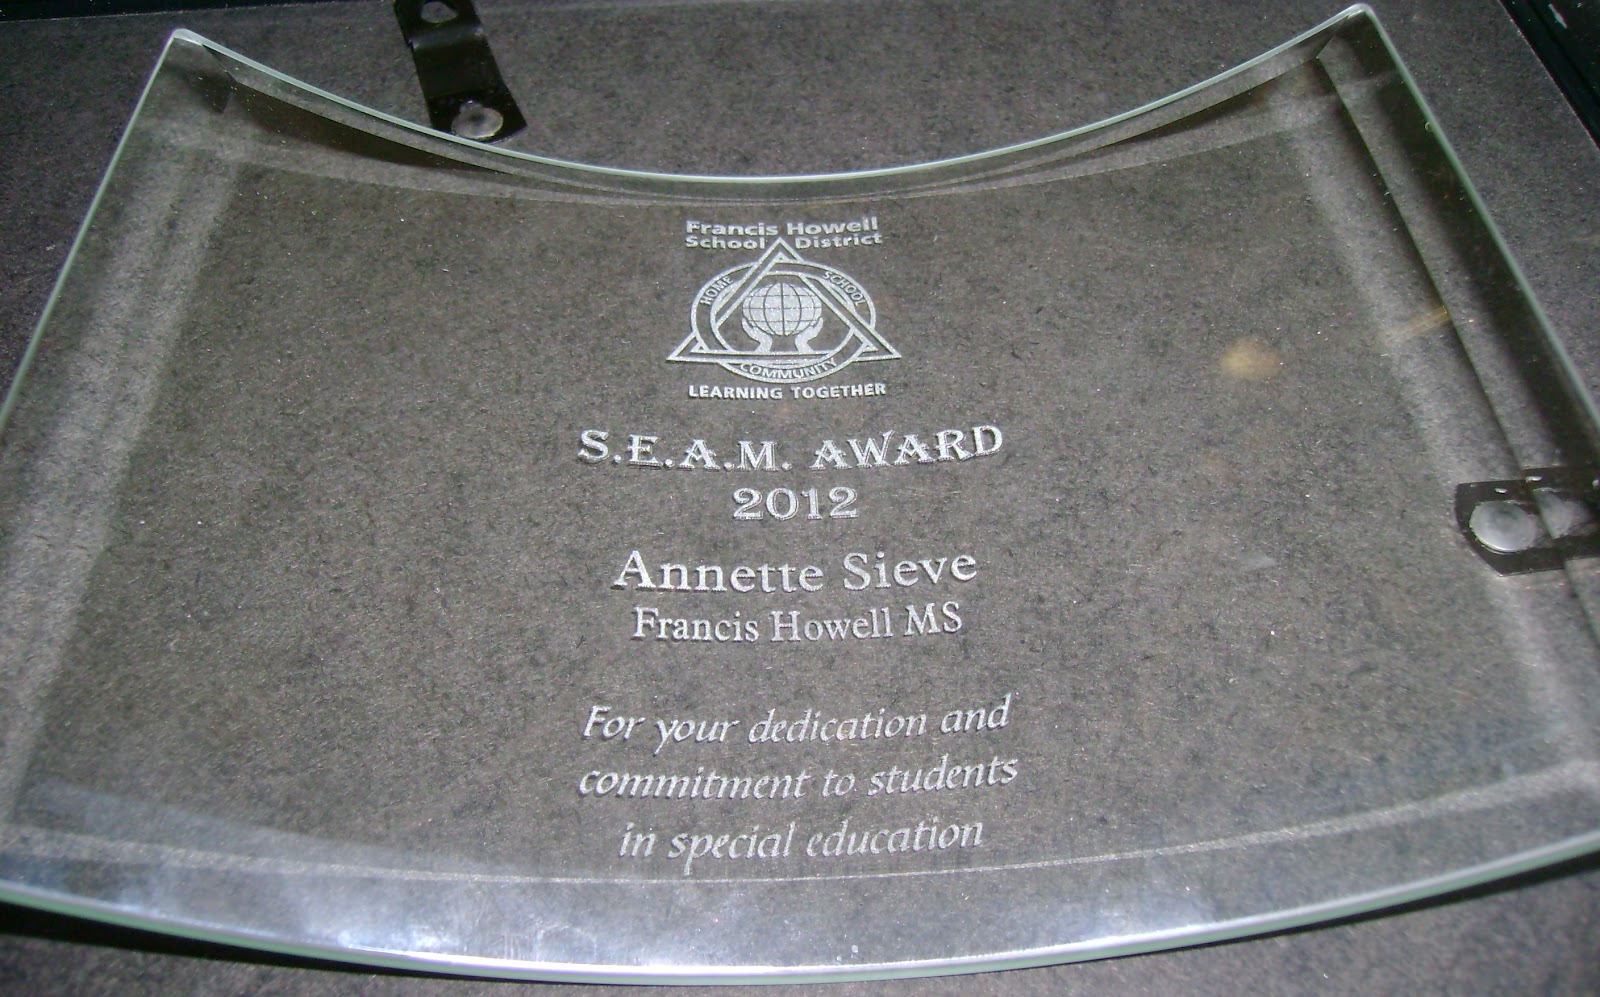 Francis Howell
School District
HOME SCHOOL
COMMUNITY
LEARNING TOGETHER
S.E.A.M. AWARD
2012
Annette Sieve
Francis Howell MS
For your dedication and
commitment to students
in special education